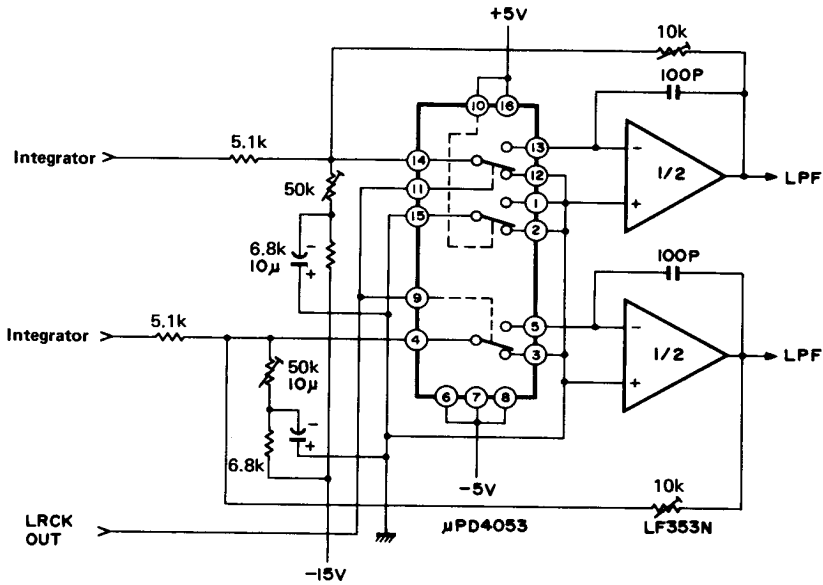 +5V
10k
100P
10
16
5.1k
13
Integrator
14
-
12
1/2
LPF
50k
11
1
+
15
2
6.8k
-
10μ
+
100P
9
5.1k
5
Integrator
4
-
3
1/2
LPF
50k
10μ
+
6
7
8
-
+
6.8k
-5V
10k
LRCK
OUT
μPD4053
LF353N
-15V